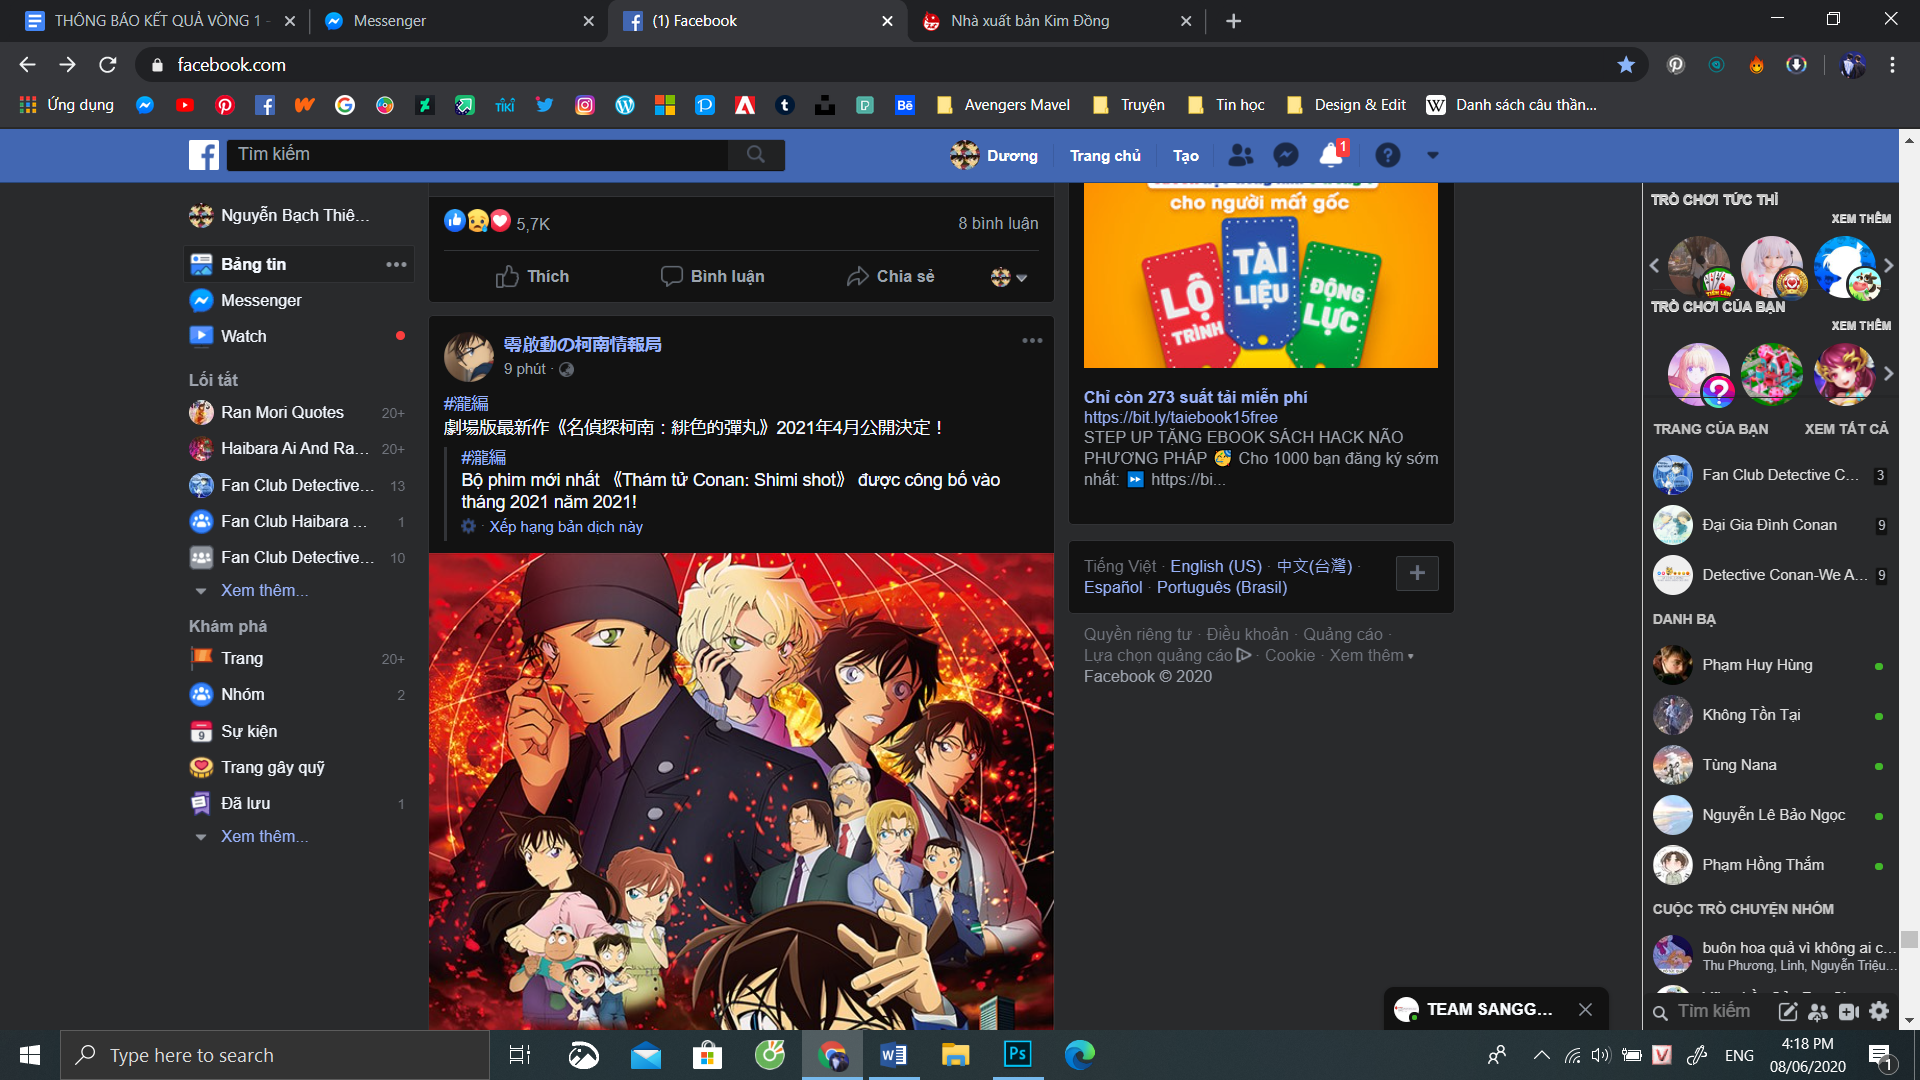 THÔNG BÁO KẾT QUẢ VÒNG 1 -
Messenger
(1) Facebook
Nhà xuất bản Kim Đồng
facebook.com
Ứng dụng
TIKI
Bē
Avengers Mavel
Truyện
Tin học
Design & Edit
W
Danh sách câu thần...
Tìm kiếm
Dương
Trang chủ
Tạo
1
Nguyễn Bạch Thiê...
Bảng tin
Messenger
Watch
Lối tắt
Ran Mori Quotes 20+
Haibara Ai And Ra... 20+
Fan Club Detective... 13
Fan Club Haibara ... 1
Fan Club Detective... 10
Xem thêm...
Khám phá
Trang 20+
Nhóm 2
9
Sự kiện
Trang gây quỹ
Đã lưu 1
Xem thêm...
5,7K
8 bình luận
Thích
Bình luận
Chia sẻ
零啟動の柯南情報局
9 phút ·
#龍編
劇場版最新作《名偵探柯南：緋色的彈丸》2021年4月公開決定！
#龍編
Bộ phim mới nhất 《Thám tử Conan: Shimi shot》 được công bố vào
tháng 2021 năm 2021!
· Xếp hạng bản dịch này
cho người mất gốc
LỘ
TRÌNH
TÀI
LIỆU
ĐỘNG
LỰC
Chỉ còn 273 suất tải miễn phí
https://bit.ly/taiebook15free
STEP UP TẶNG EBOOK SÁCH HACK NÃO
PHƯƠNG PHÁP 🥳 Cho 1000 bạn đăng ký sớm
nhất: ⏩ https://bi...
Tiếng Việt · English (US) · 中文(台灣) ·
Español · Português (Brasil)
Quyền riêng tư · Điều khoản · Quảng cáo ·
Lựa chọn quảng cáo · Cookie · Xem thêm
Facebook © 2020
TRÒ CHƠI TỨC THÌ
XEM THÊM
TIẾN LÊN
TRÒ CHƠI CỦA BẠN
XEM THÊM
?
TRANG CỦA BẠN
XEM TẤT CẢ
Fan Club Detective C... 3
Đại Gia Đình Conan 9
Detective Conan-We A... 9
DANH BẠ
Phạm Huy Hùng
Không Tồn Tại
Tùng Nana
Nguyễn Lê Bảo Ngọc
Phạm Hồng Thắm
CUỘC TRÒ CHUYỆN NHÓM
buôn hoa quả vì không ai c...
Thu Phương, Linh, Nguyễn Triệu...
Tìm kiếm
TEAM SANGG...
Type here to search
Ps
V
ENG
4:18 PM
08/06/2020
1